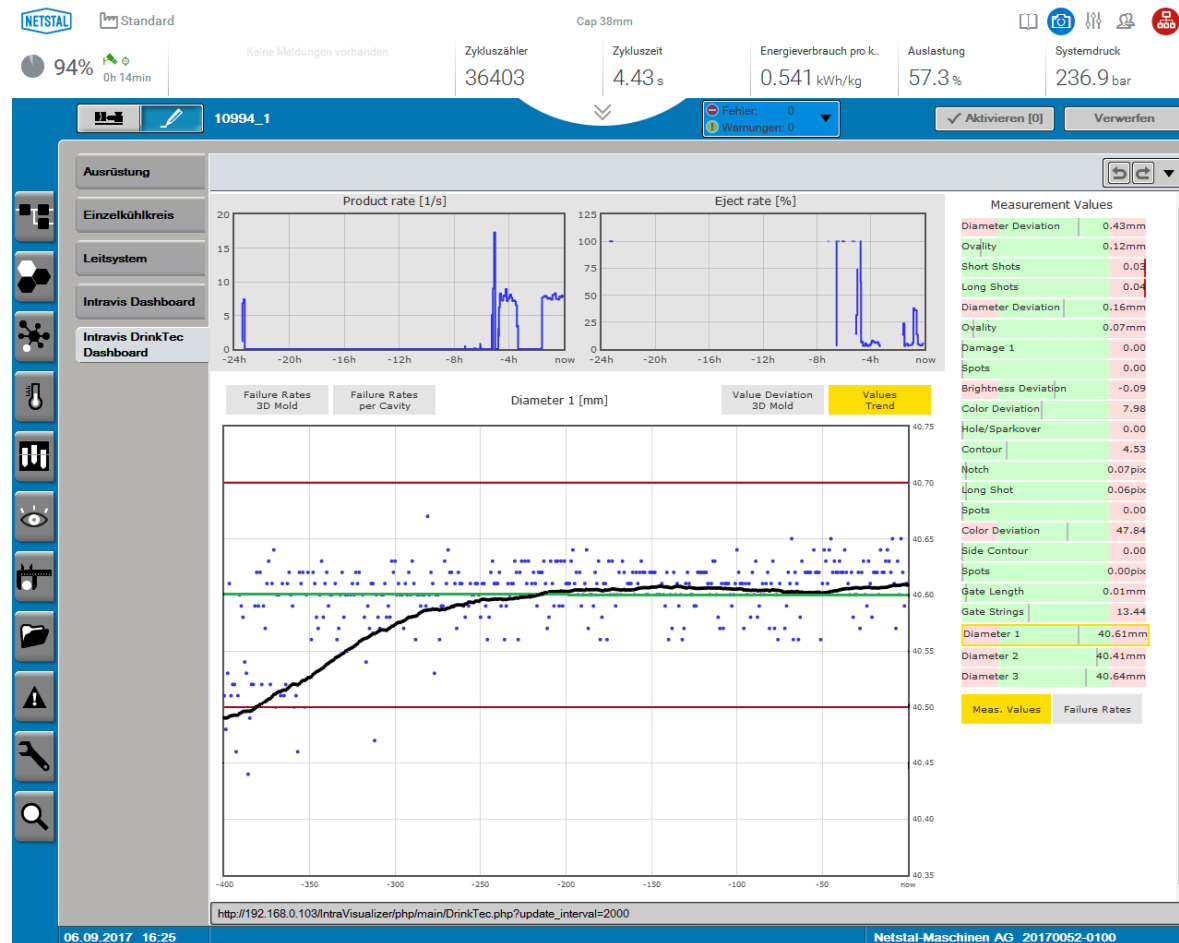 NETSTAL
Standard
Cap 38mm
94%
0h 14min
Keine Meldungen vorhanden
Zykluszähler
36403
Zykluszeit
4.43 s
Energieverbrauch pro k..
0.541 kWh/kg
Auslastung
57.3 %
Systemdruck
236.9 bar
10994_1
Fehler: 0
Warnungen: 0
Aktivieren [0]
Verwerfen
Ausrüstung
Einzelkühlkreis
Leitsystem
Intravis Dashboard
Intravis DrinkTec
Dashboard
Product rate [1/s]
20
15
10
5
0
-24h -20h -16h -12h -8h -4h now
Eject rate [%]
125
100
75
50
25
0
-24h -20h -16h -12h -8h -4h now
Failure Rates
3D Mold
Failure Rates
per Cavity
Diameter 1 [mm]
Value Deviation
3D Mold
Values
Trend
40.75
40.70
40.65
40.60
40.55
40.50
40.45
40.40
40.35
-400 -350 -300 -250 -200 -150 -100 -50 now
Measurement Values
Diameter Deviation 0.43mm
Ovality 0.12mm
Short Shots 0.03
Long Shots 0.04
Diameter Deviation 0.16mm
Ovality 0.07mm
Damage 1 0.00
Spots 0.00
Brightness Deviation -0.09
Color Deviation 7.98
Hole/Sparkover 0.00
Contour 4.53
Notch 0.07pix
Long Shot 0.06pix
Spots 0.00
Color Deviation 47.84
Side Contour 0.00
Spots 0.00pix
Gate Length 0.01mm
Gate Strings 13.44
Diameter 1 40.61mm
Diameter 2 40.41mm
Diameter 3 40.64mm
Meas. Values
Failure Rates
http://192.168.0.103/IntraVisualizer/php/main/DrinkTec.php?update_interval=2000
06.09.2017 16:25
Netstal-Maschinen AG 20170052-0100